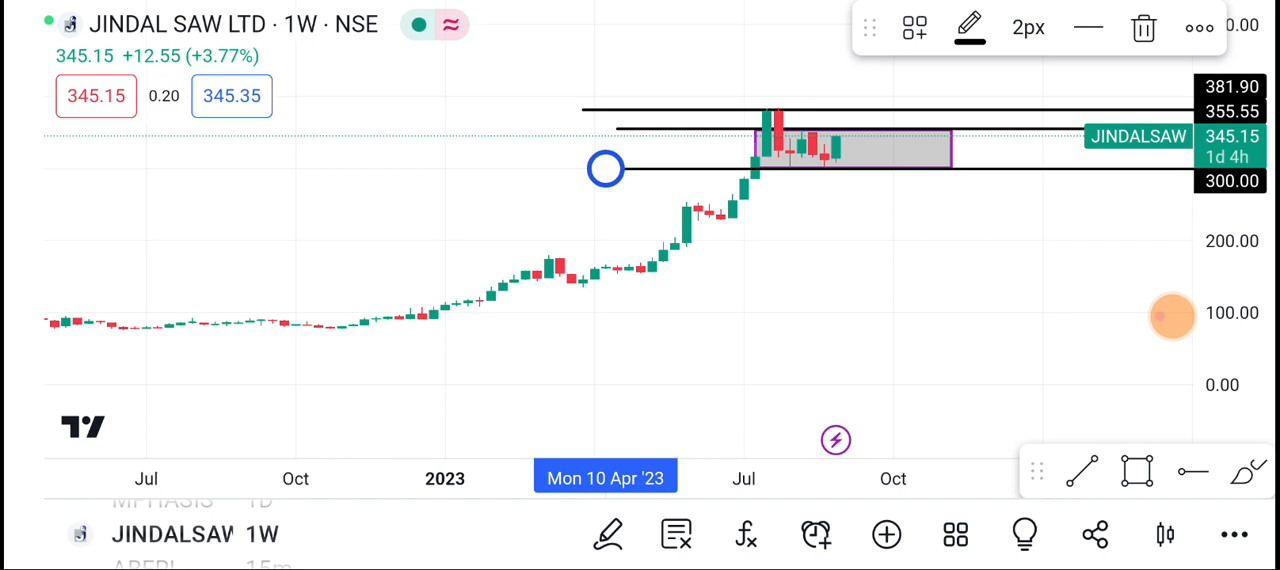 JINDAL SAW LTD · 1W · NSE
345.15 +12.55 (+3.77%)
345.15 0.20 345.35
2px
381.90
355.55
JINDALSAW 345.15
1d 4h
300.00
200.00
100.00
0.00
Jul Oct 2023 Mon 10 Apr '23 Jul Oct
MPHASIS 1D
JINDALSAW 1W
15m